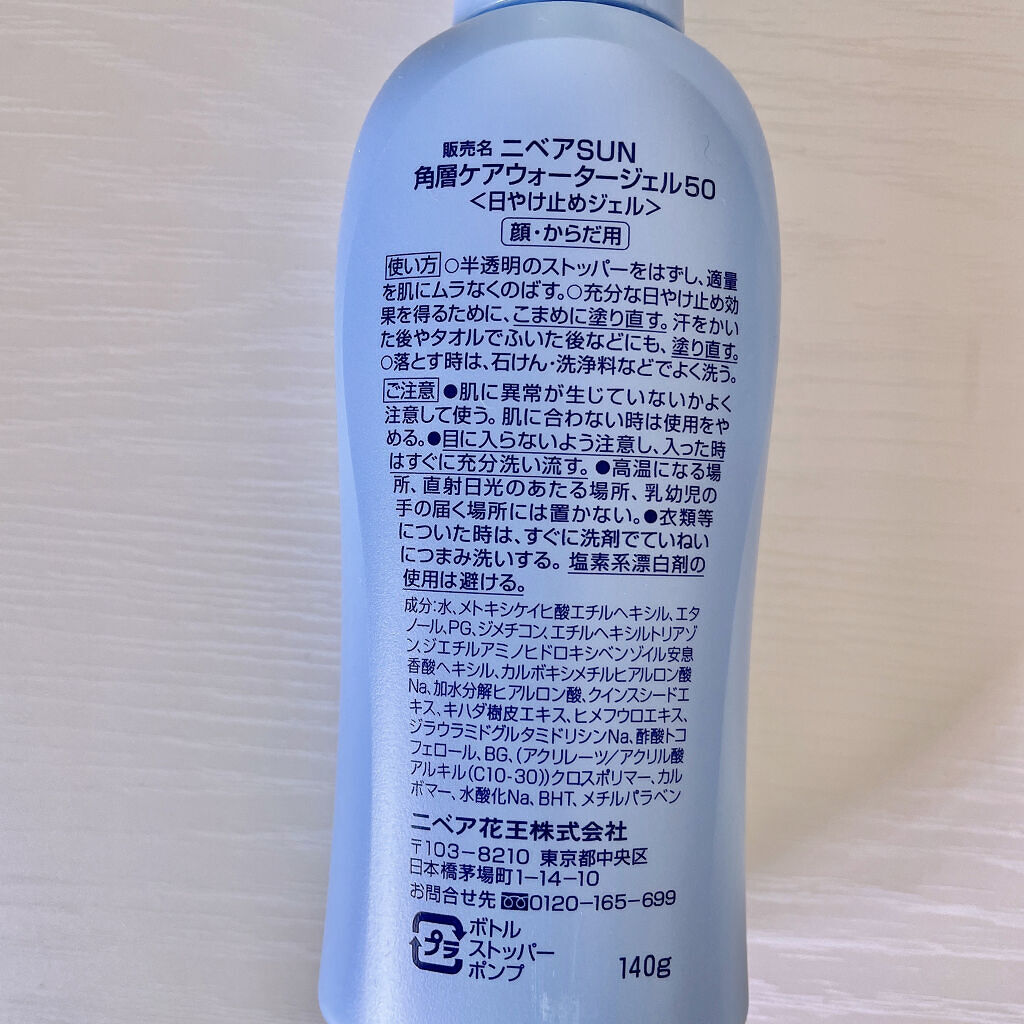 販売名 ニベアSUN
角層ケアウォータージェル50
<日やけ止めジェル>
顔・からだ用
使い方 ○半透明のストッパーをはずし、適量
を肌にムラなくのばす。○充分な日やけ止め効
果を得るために、こまめに塗り直す。汗をかい
た後やタオルでふいた後などにも、塗り直す。
○落とす時は、石けん・洗浄料などでよく洗う。
ご注意 ●肌に異常が生じていないかよく
注意して使う。肌に合わない時は使用をや
める。●目に入らないよう注意し、入った時
はすぐに充分洗い流す。●高温になる場
所、直射日光のあたる場所、乳幼児の
手の届く場所には置かない。●衣類等
についた時は、すぐに洗剤でていねい
につまみ洗いする。塩素系漂白剤の
使用は避ける。
成分:水、メトキシケイヒ酸エチルヘキシル、エタ
ノール、PG、ジメチコン、エチルヘキシルトリアゾ
ン、ジエチルアミノヒドロキシベンゾイル安息
香酸ヘキシル、カルボキシメチルヒアルロン酸
Na、加水分解ヒアルロン酸、クインスシードエ
キス、キハダ樹皮エキス、ヒメフウロエキス、
ジラウラミドグルタミドリシンNa、酢酸トコ
フェロール、BG、(アクリレーツ/アクリル酸
アルキル(C10-30))クロスポリマー、カル
ボマー、水酸化Na、BHT、メチルパラベン
ニベア花王株式会社
〒103-8210 東京都中央区
日本橋茅場町1-14-10
お問合せ先 0120-165-699
プラ ボトル
ストッパー
ポンプ 140g